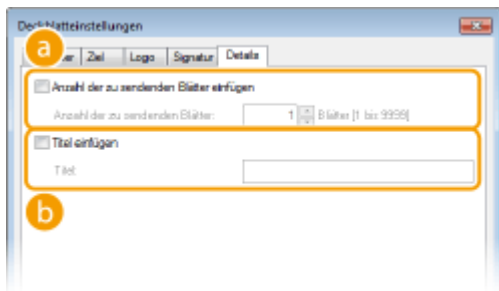 Deckblatteinstellungen
a
Ziel Logo Signatur Details
Anzahl der zu sendenden Blätter einfügen
Anzahl der zu sendenden Blätter: 1 Blätter [1 bis 9999]
Titel einfügen
Titel:
b